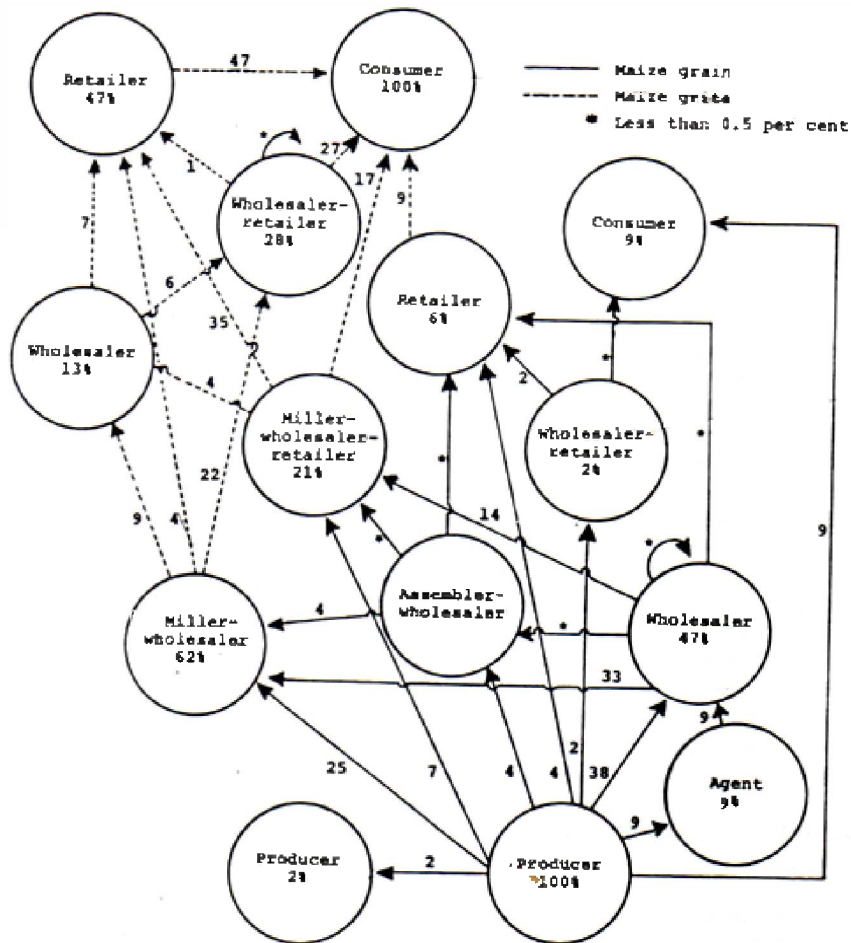 Retailer
47%
47
Consumer
100%
Maize grain
Maize grits
* Less than 0.5 per cent
*
27
1
17
9
Wholesaler-
retailer
28%
Consumer
9%
7
6
Retailer
6%
35
2
Wholesaler
13%
4
*
2
Miller-
wholesaler-
retailer
21%
Wholesaler-
retailer
2%
*
*
22
14
9
4
*
*
9
Assembler-
wholesaler
4
Miller-
wholesaler
62%
*
Wholesaler
47%
33
9
2
25
7
4
4
38
Agent
9%
9
Producer
2%
2
Producer
100%